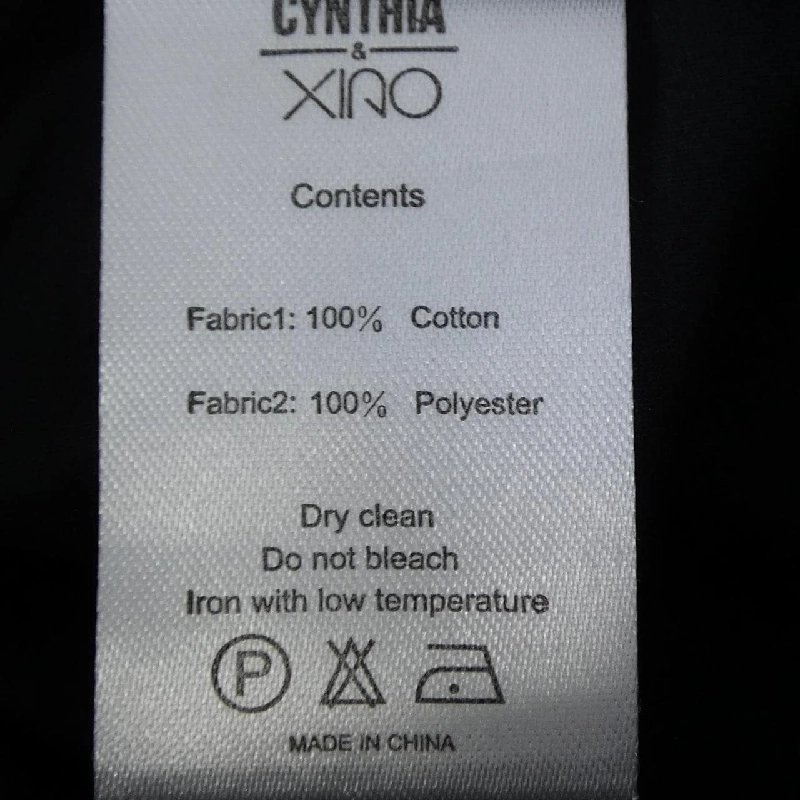 CYNTHIA
&
XIAO
Contents
Fabric1: 100% Cotton
Fabric2: 100% Polyester
Dry clean
Do not bleach
Iron with low temperature
P
MADE IN CHINA